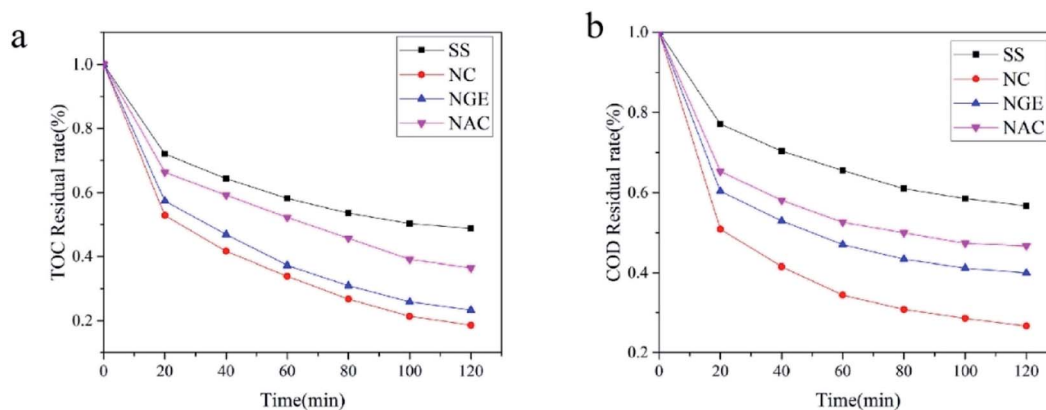 a
SS
NC
NGE
NAC
TOC Residual rate(%)
1.0
0.8
0.6
0.4
0.2
0 20 40 60 80 100 120
Time(min)
b
SS
NC
NGE
NAC
COD Residual rate(%)
1.0
0.8
0.6
0.4
0.2
0 20 40 60 80 100 120
Time(min)